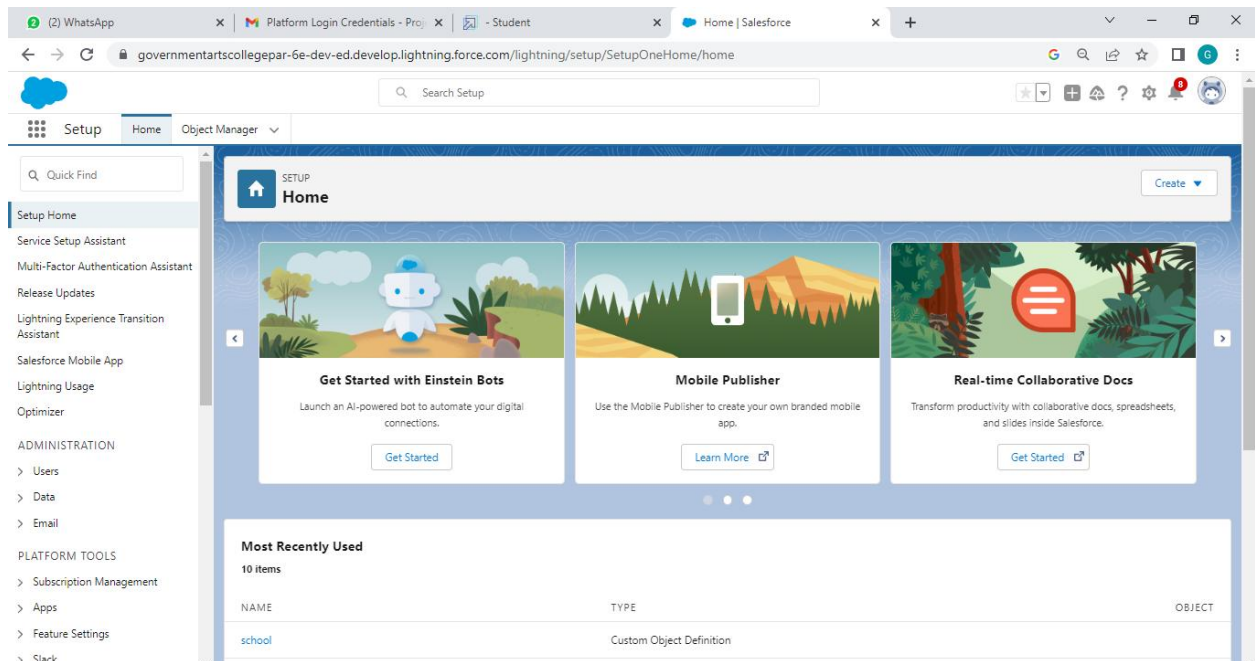 2 (2) WhatsApp
Platform Login Credentials - Proj
- Student
Home | Salesforce
governmentartscollegepar-6e-dev-ed.develop.lightning.force.com/lightning/setup/SetupOneHome/home
G
G
Search Setup
8
Setup
Home
Object Manager
Quick Find
Setup Home
Service Setup Assistant
Multi-Factor Authentication Assistant
Release Updates
Lightning Experience Transition
Assistant
Salesforce Mobile App
Lightning Usage
Optimizer
ADMINISTRATION
Users
Data
Email
PLATFORM TOOLS
Subscription Management
Apps
Feature Settings
Slack
SETUP
Home
Create
Get Started with Einstein Bots
Launch an AI-powered bot to automate your digital
connections.
Get Started
Mobile Publisher
Use the Mobile Publisher to create your own branded mobile
app.
Learn More
Real-time Collaborative Docs
Transform productivity with collaborative docs, spreadsheets,
and slides inside Salesforce.
Get Started
Most Recently Used
10 items
NAME
TYPE
OBJECT
school
Custom Object Definition